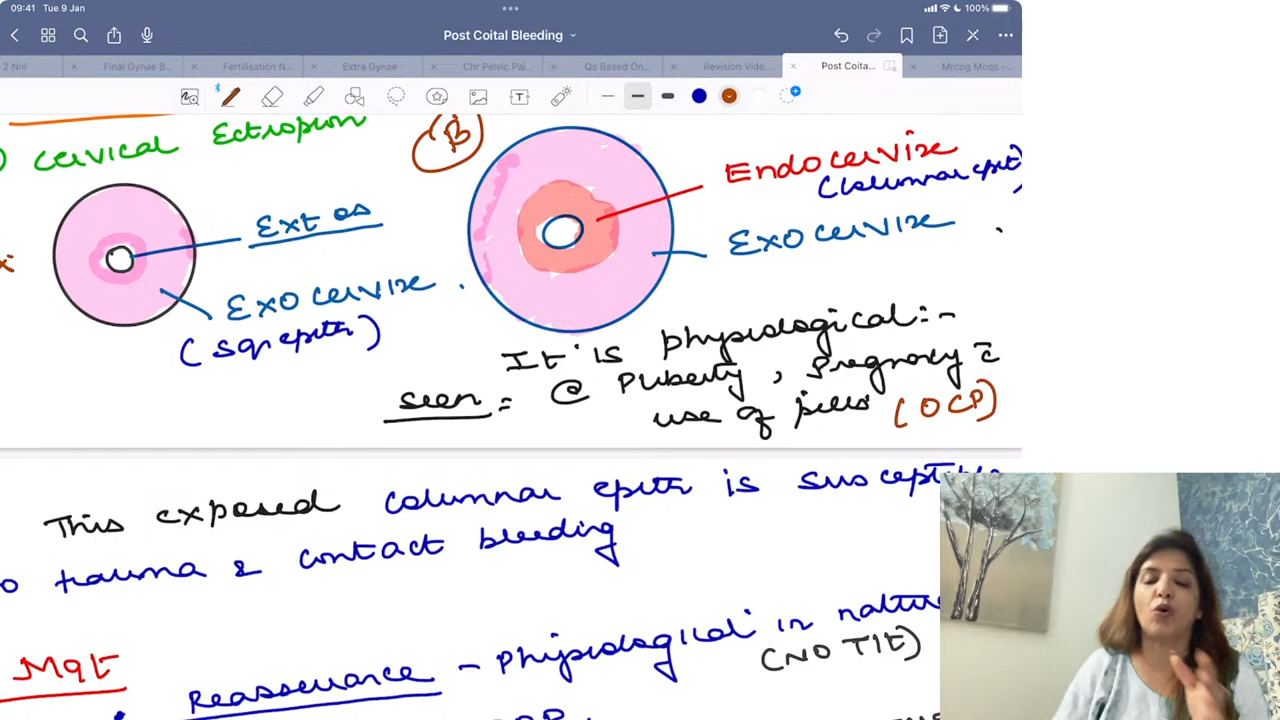 09:41 Tue 9 Jan
100%
Post Coital Bleeding
2 Nnl
Final Gynae B...
Fertilisation N...
Extra Gynae
Chr Pelvic Pai...
Qs Based On...
Revision Vide...
Post Coita...
Mrcog Mcqs -...
Cervical Ectropion
B
Ext os
Exocervix
(sq epith)
Endocervix
(columnar epith)
Exocervix
It is physiological:-
seen = @ Puberty, Pregnancy c̄
use of pills (OCP)
This exposed columnar epith is susceptible
to trauma & contact bleeding
Mgt
Reassurance - Physiological in nature
(NO T/t)